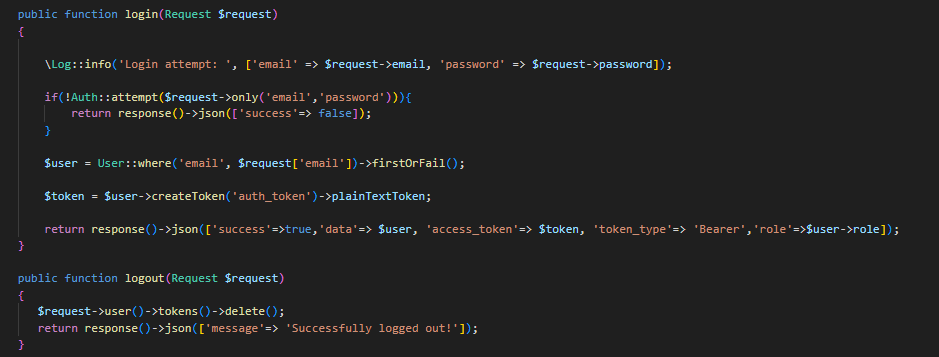 public function login(Request $request)
{
\Log::info('Login attempt: ', ['email' => $request->email, 'password' => $request->password]);
if(!Auth::attempt($request->only('email','password'))){
return response()->json(['success'=> false]);
}
$user = User::where('email', $request['email'])->firstOrFail();
$token = $user->createToken('auth_token')->plainTextToken;
return response()->json(['success'=>true,'data'=> $user, 'access_token'=> $token, 'token_type'=> 'Bearer','role'=>$user->role]);
}
public function logout(Request $request)
{
$request->user()->tokens()->delete();
return response()->json(['message'=> 'Successfully logged out!']);
}